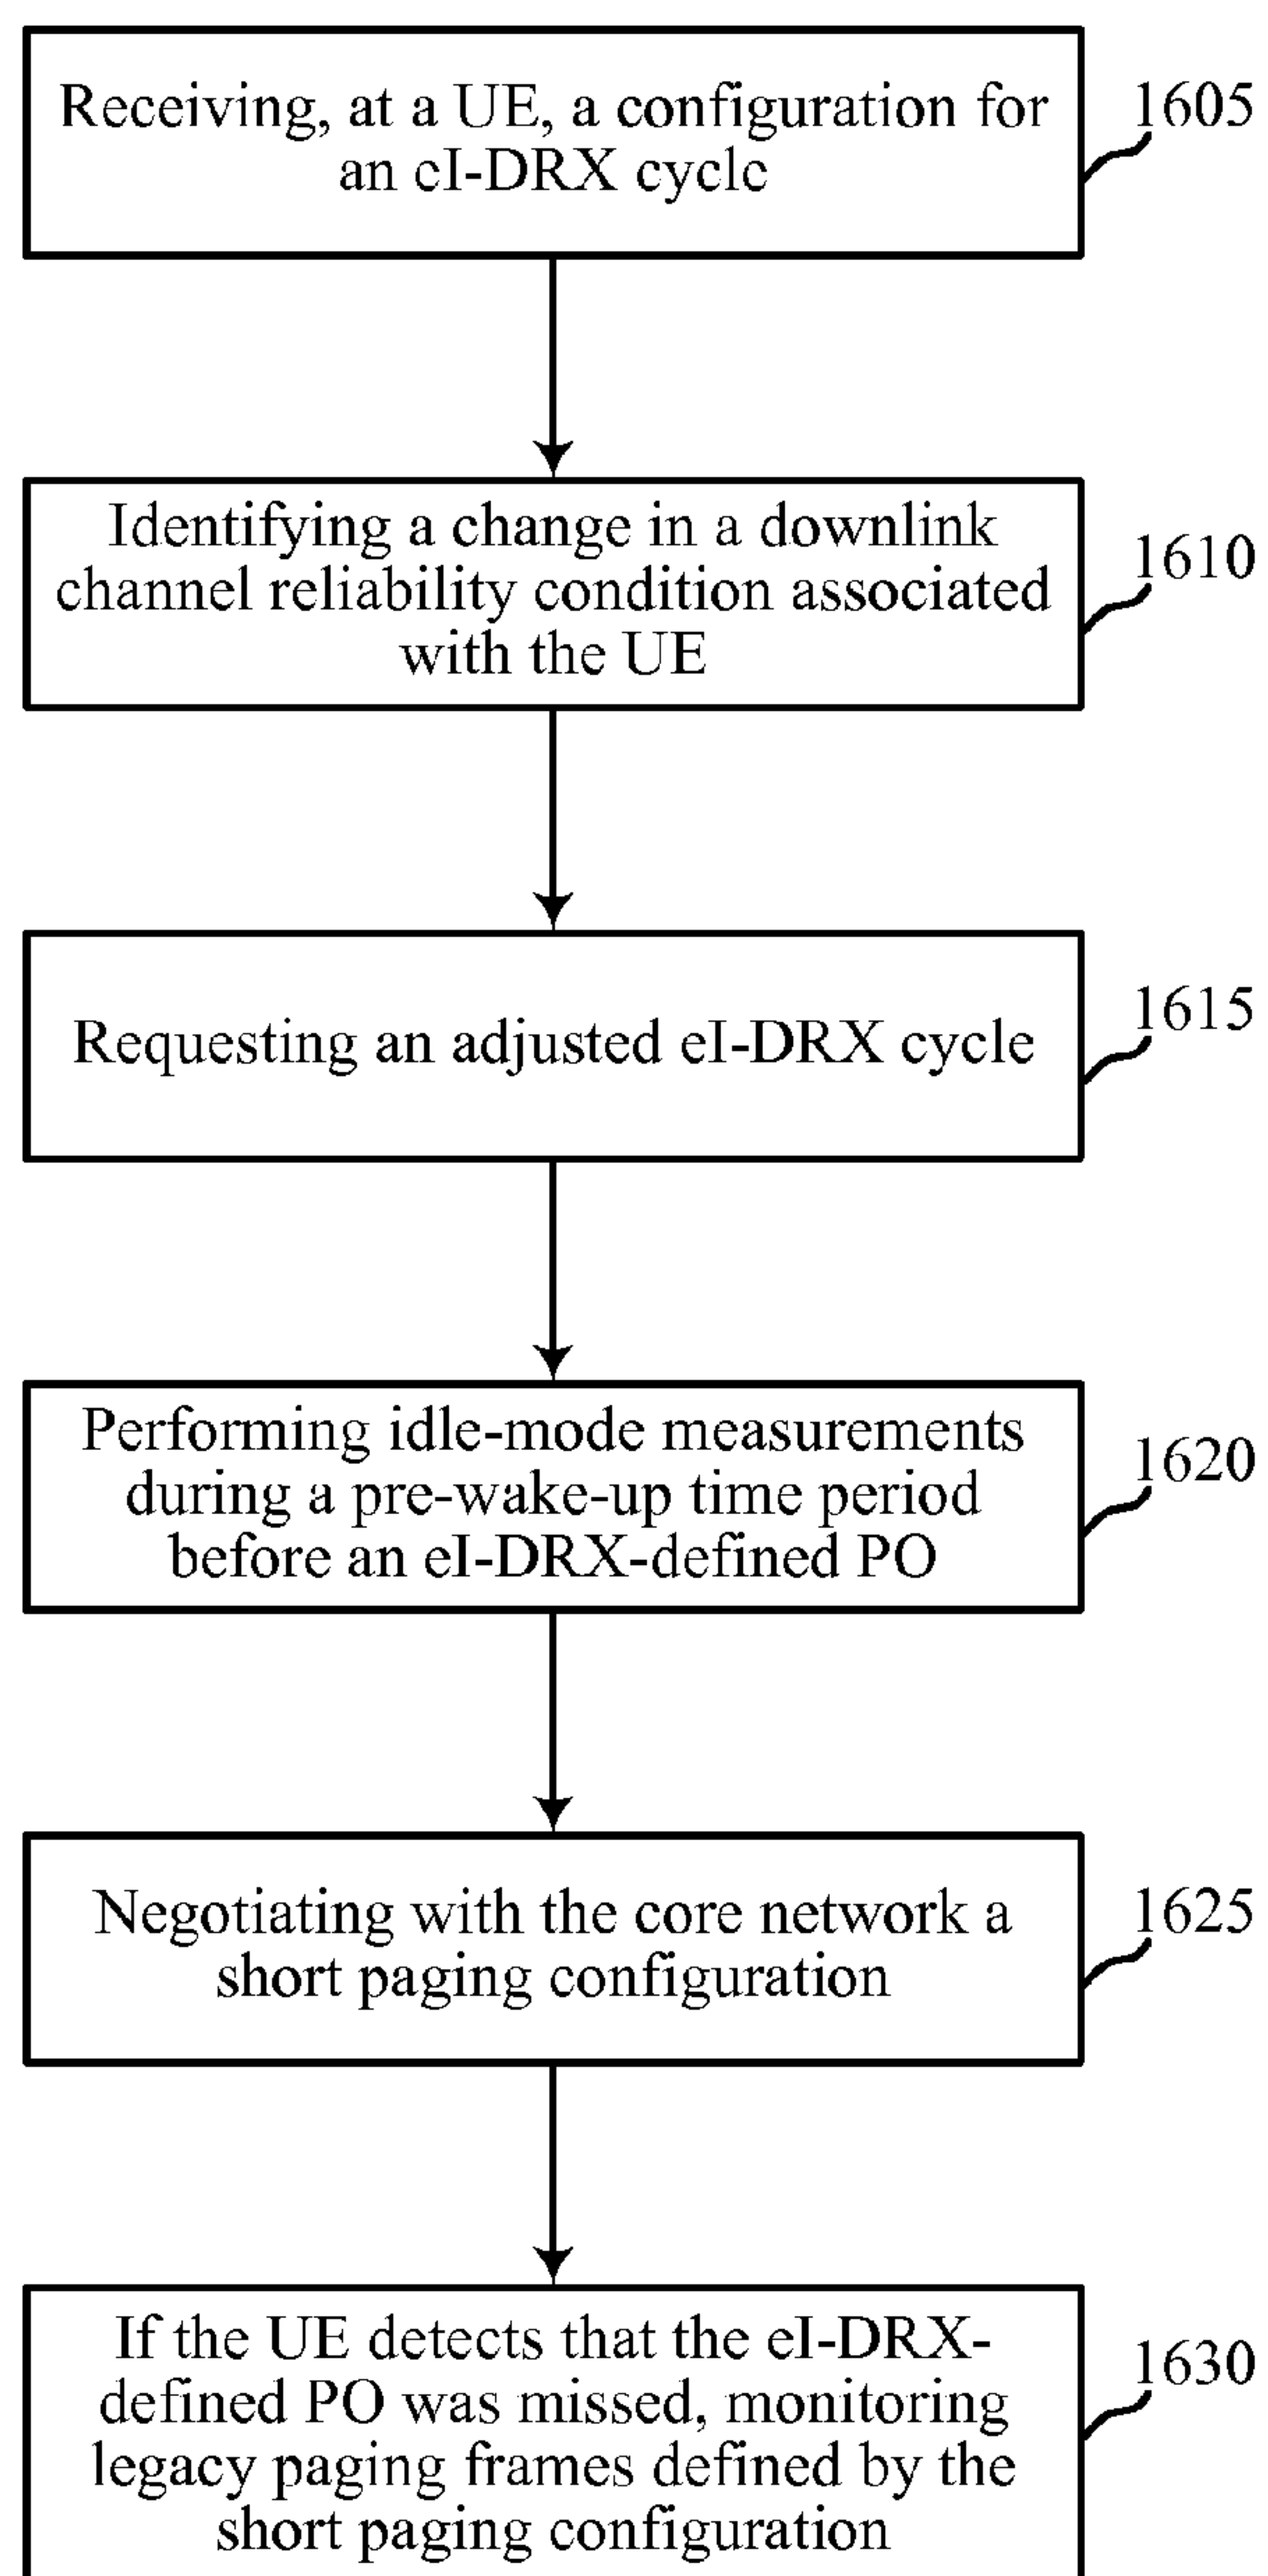 Receiving, at a UE, a configuration for
an eI-DRX cycle
1605
Identifying a change in a downlink
channel reliability condition associated
with the UE
1610
Requesting an adjusted eI-DRX cycle
1615
Performing idle-mode measurements
during a pre-wake-up time period
before an eI-DRX-defined PO
1620
Negotiating with the core network a
short paging configuration
1625
If the UE detects that the eI-DRX-
defined PO was missed, monitoring
legacy paging frames defined by the
short paging configuration
1630